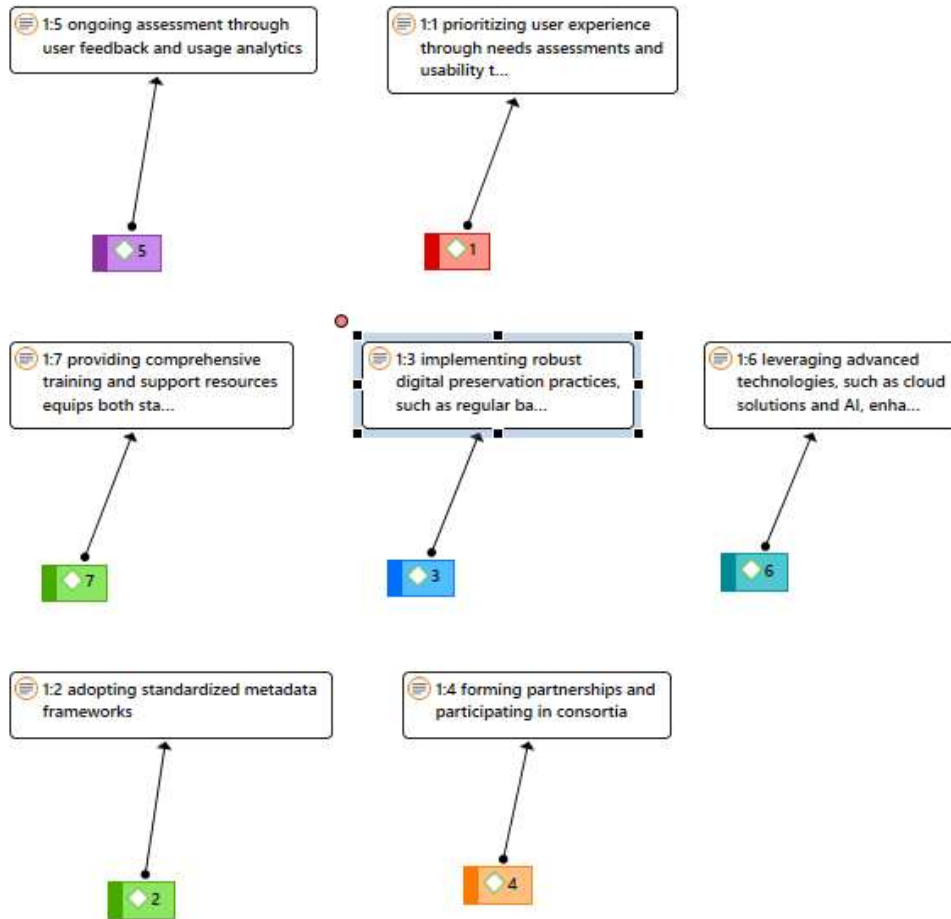 1:5 ongoing assessment through
user feedback and usage analytics
1:1 prioritizing user experience
through needs assessments and
usability t...
5
1
1:7 providing comprehensive
training and support resources
equips both sta...
1:3 implementing robust
digital preservation practices,
such as regular ba...
1:6 leveraging advanced
technologies, such as cloud
solutions and AI, enha...
7
3
6
1:2 adopting standardized metadata
frameworks
1:4 forming partnerships and
participating in consortia
2
4